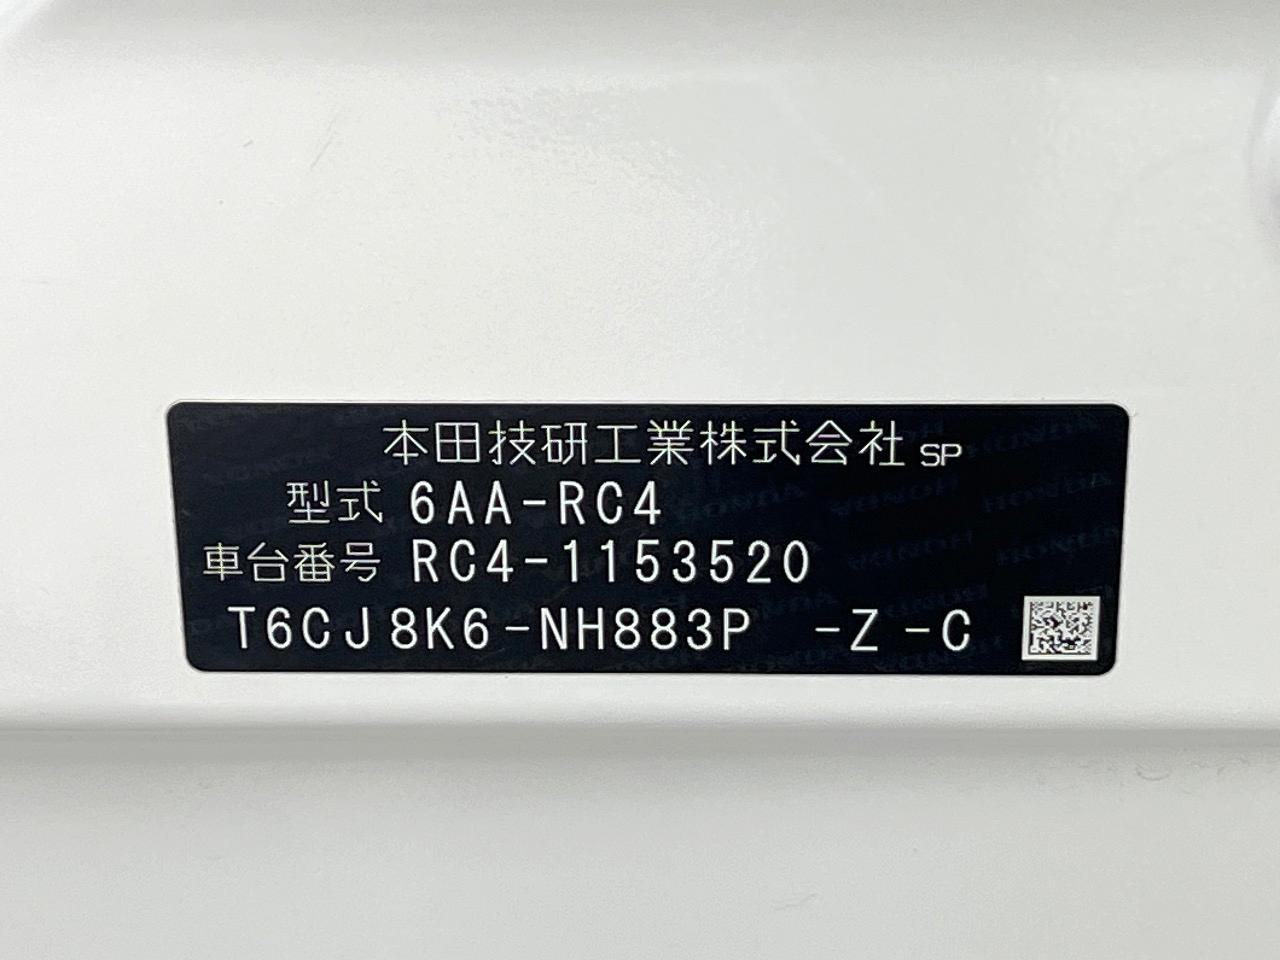 本田技研工業株式会社 SP
型式 6AA-RC4
車台番号 RC4-1153520
T6CJ8K6-NH883P -Z -C